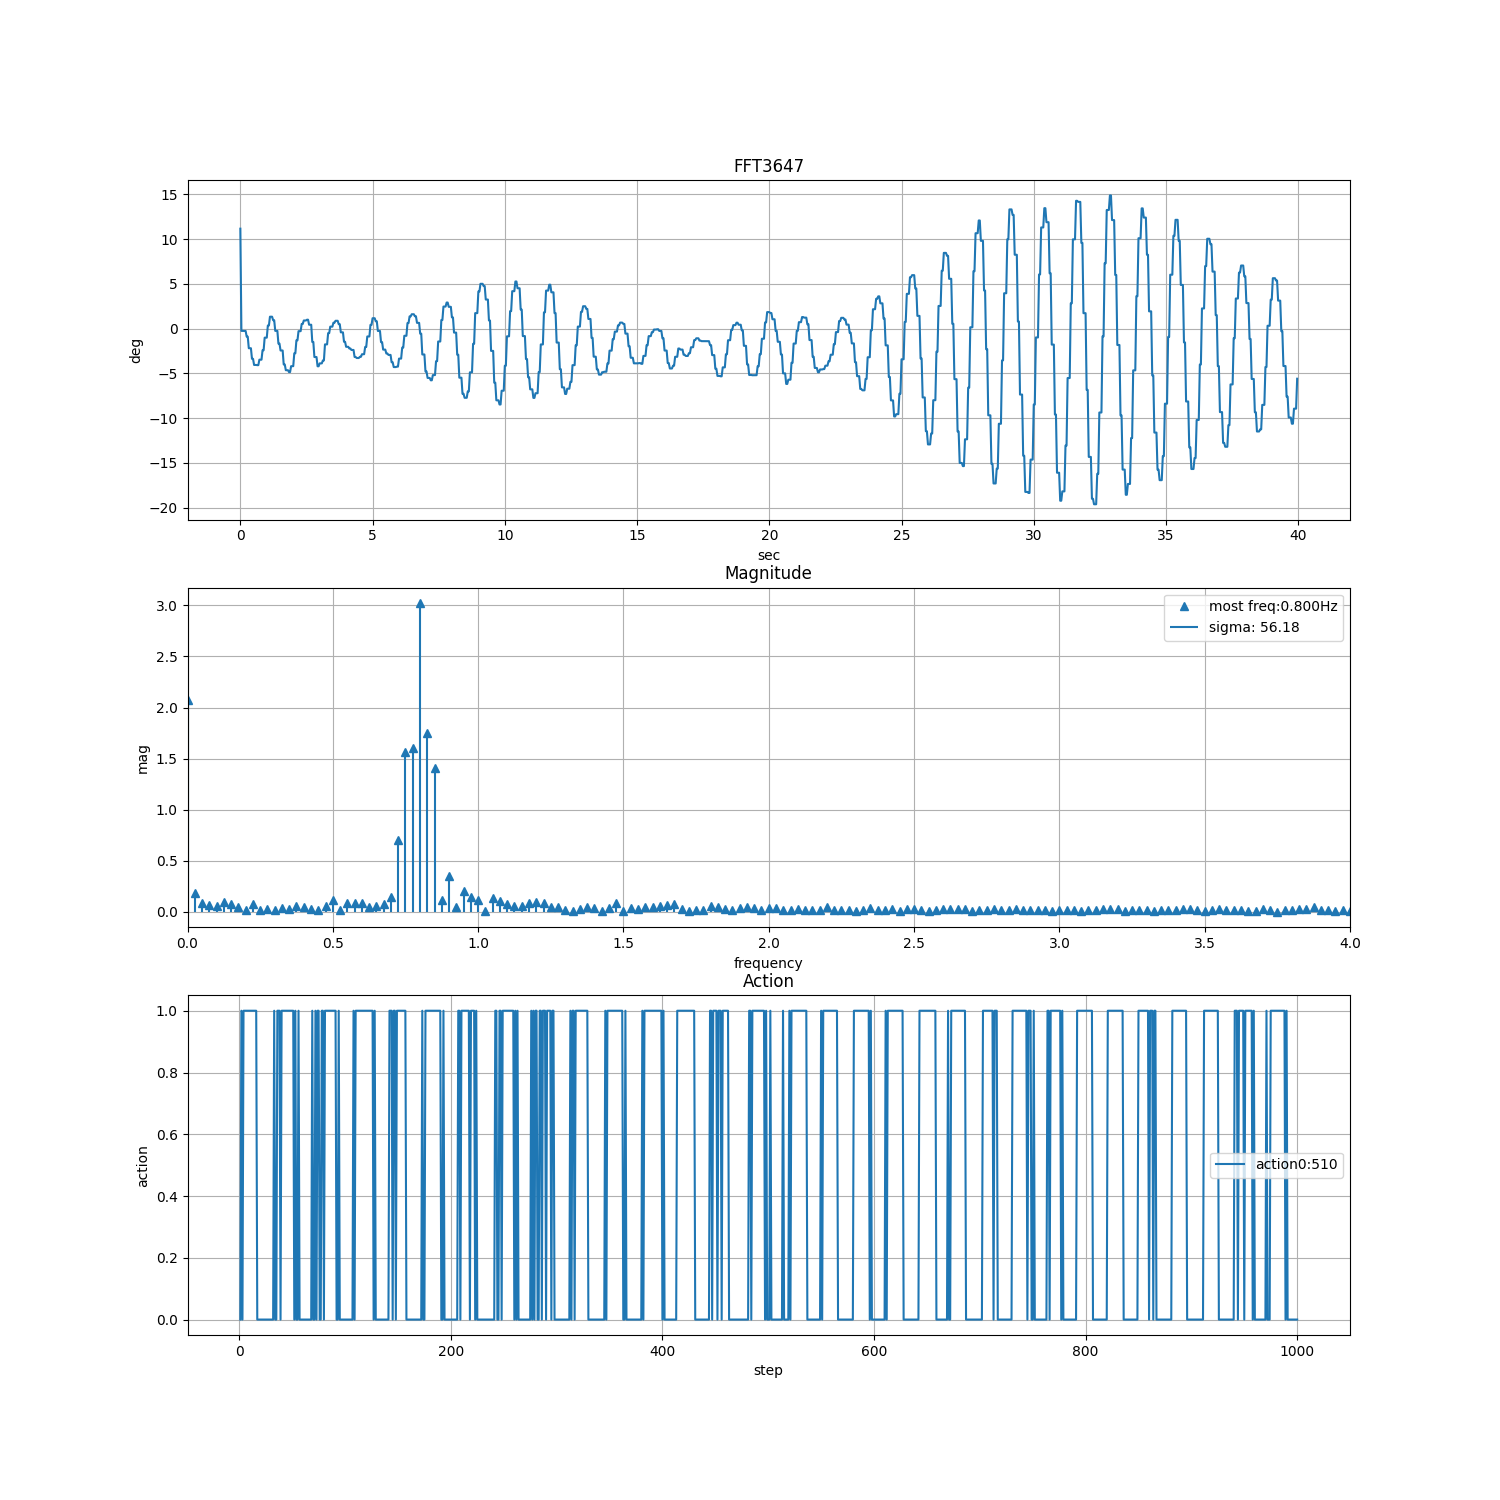 FFT3647
15
10
5
0
−5
−10
−15
−20
deg
0 5 10 15 20 25 30 35 40
sec
Magnitude
3.0
2.5
2.0
1.5
1.0
0.5
0.0
mag
most freq:0.800Hz
sigma: 56.18
0.0 0.5 1.0 1.5 2.0 2.5 3.0 3.5 4.0
frequency
Action
1.0
0.8
0.6
0.4
0.2
0.0
action
action0:510
0 200 400 600 800 1000
step